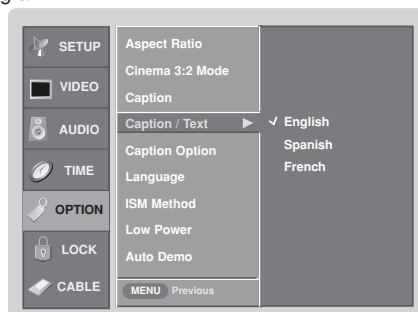 SETUP
VIDEO
AUDIO
TIME
OPTION
LOCK
CABLE
Aspect Ratio
Cinema 3:2 Mode
Caption
Caption / Text ▶
Caption Option
Language
ISM Method
Low Power
Auto Demo
MENU Previous
✓ English
Spanish
French